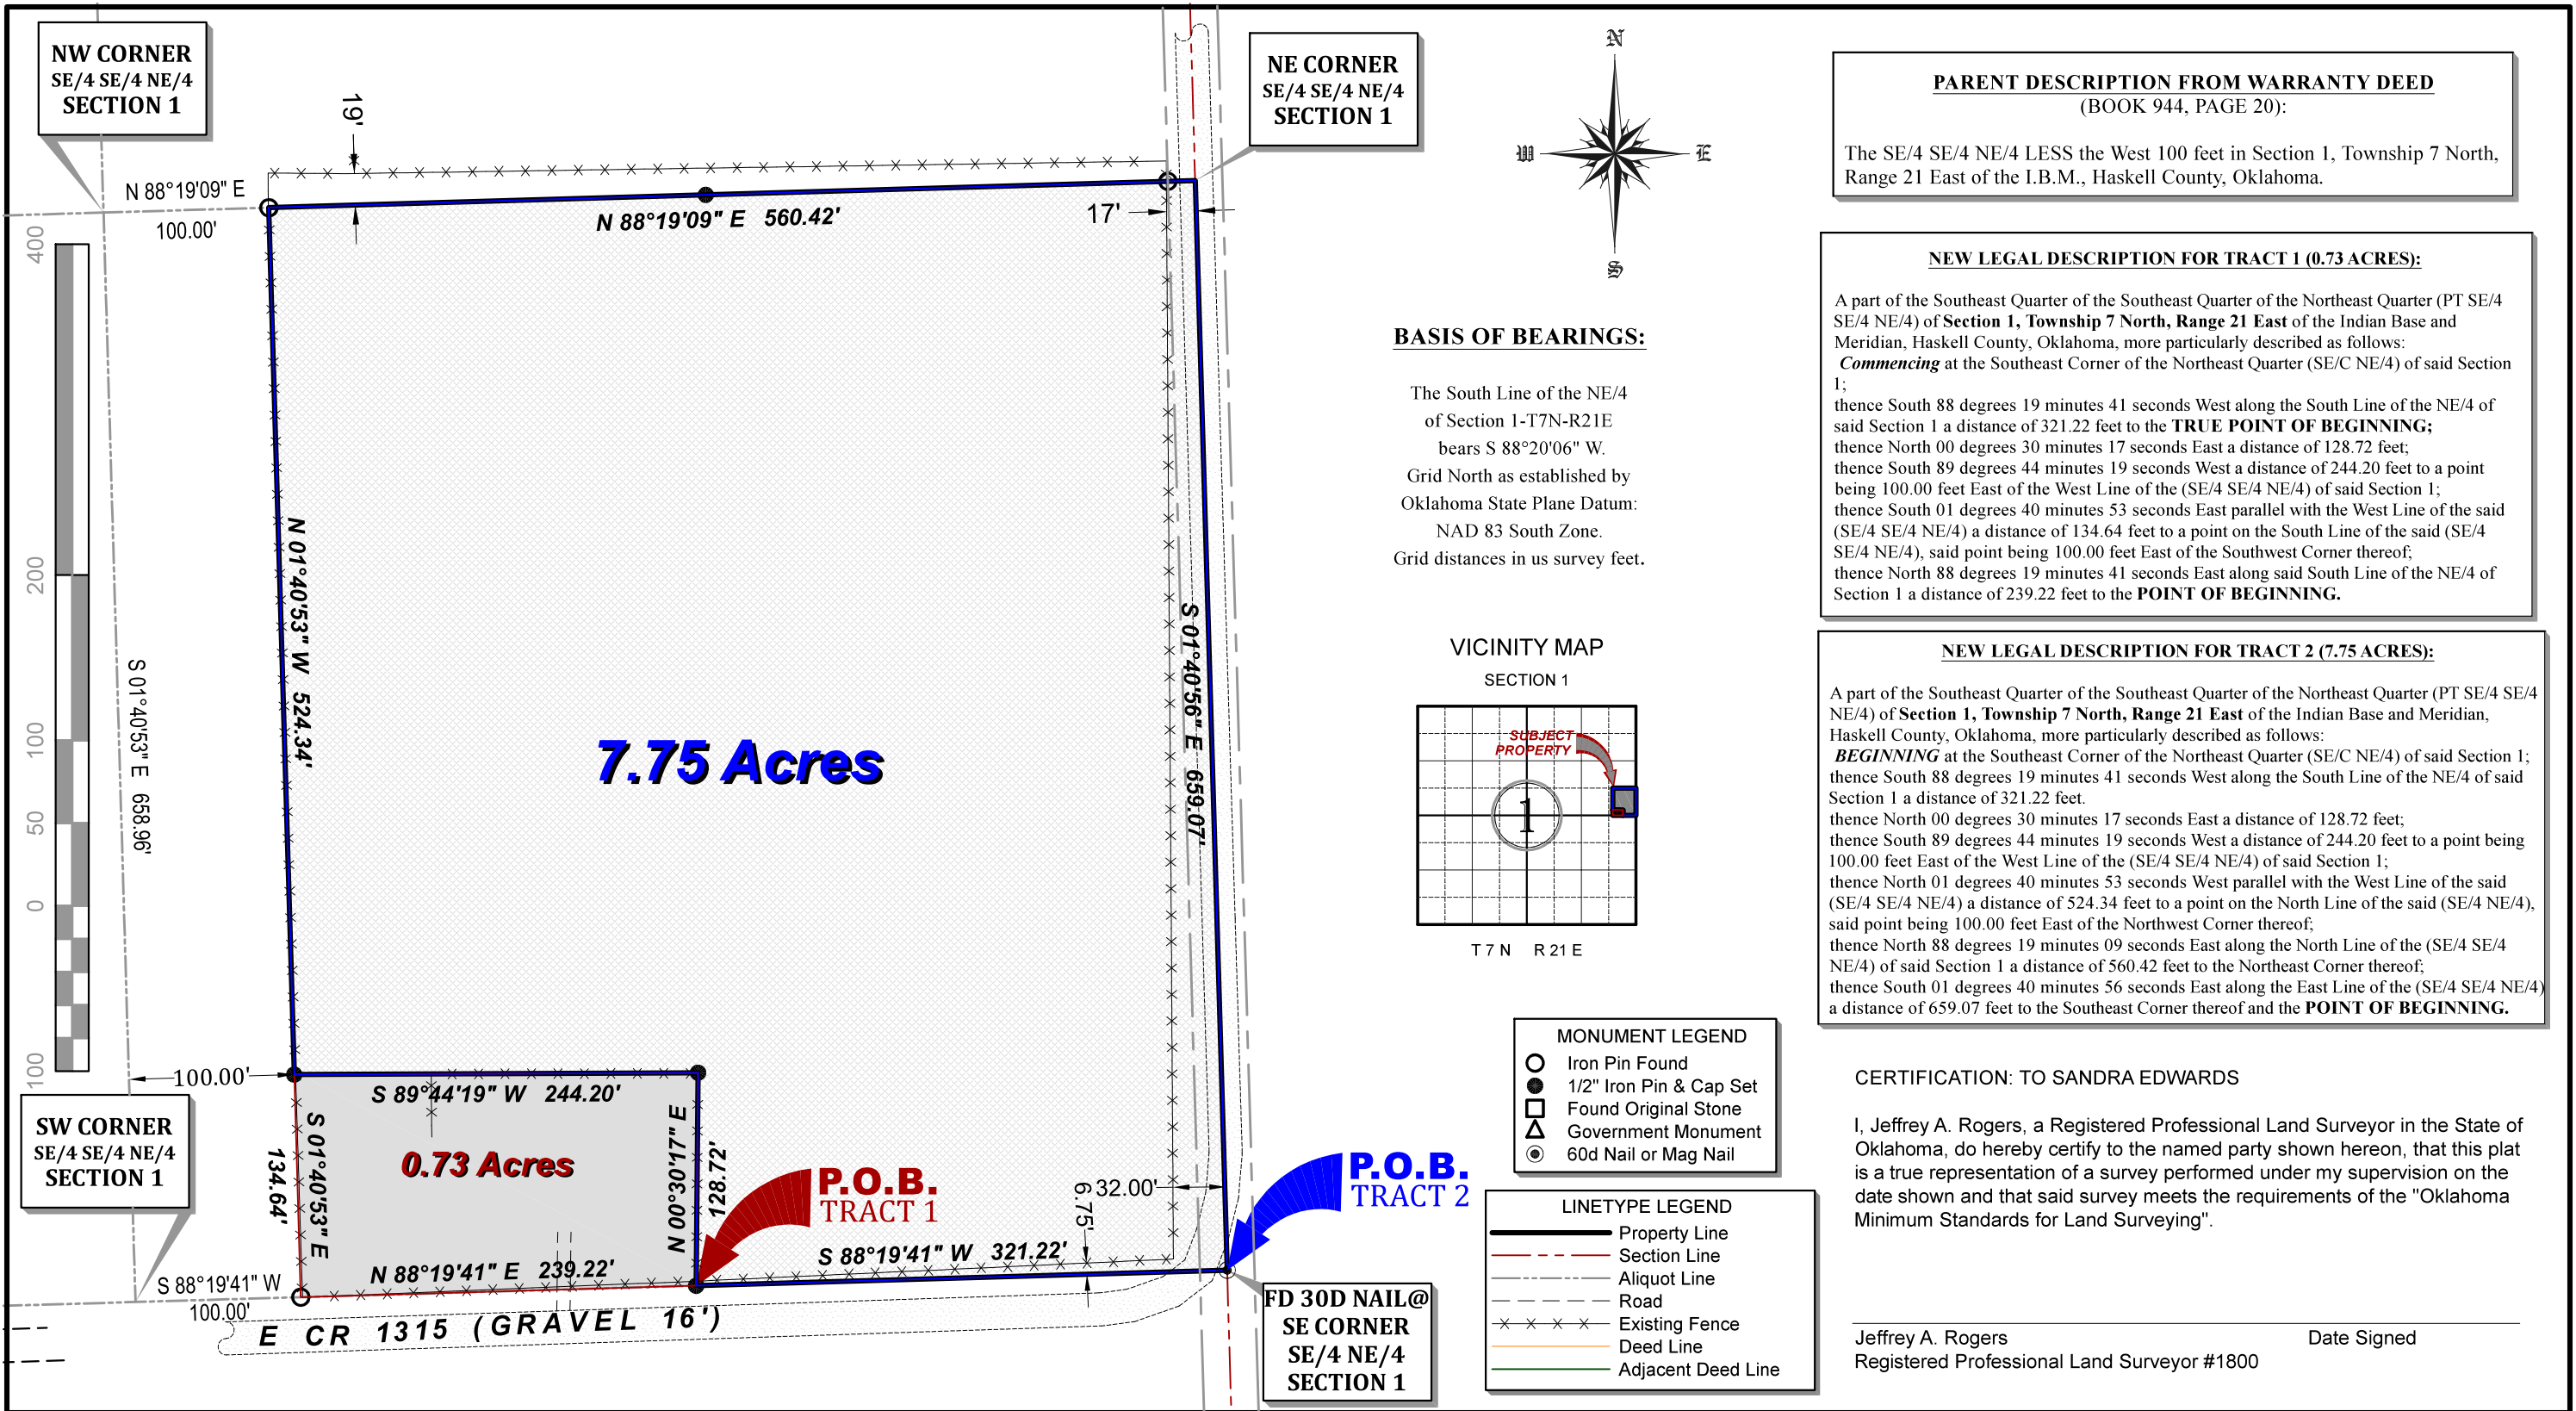 NW CORNER
SE/4 SE/4 NE/4
SECTION 1
NE CORNER
SE/4 SE/4 NE/4
SECTION 1
19'
N 88°19'09" E
100.00'
N 88°19'09" E 560.42'
17'
400
200
100
50
0
100
N 01°40'53" W 524.34'
S 01°40'53" E 658.96'
S 01°40'56" E 659.07'
7.75 Acres
100.00'
S 89°44'19" W 244.20'
SW CORNER
SE/4 SE/4 NE/4
SECTION 1
134.64'
S 01°40'53" E
0.73 Acres
N 00°30'17" E
128.72'
P.O.B.
TRACT 1
6.75'
32.00'
P.O.B.
TRACT 2
S 88°19'41" W
100.00'
N 88°19'41" E 239.22'
S 88°19'41" W 321.22'
E CR 1315 (GRAVEL 16')
FD 30D NAIL@
SE CORNER
SE/4 NE/4
SECTION 1
N
W
E
S
BASIS OF BEARINGS:
The South Line of the NE/4
of Section 1-T7N-R21E
bears S 88°20'06" W.
Grid North as established by
Oklahoma State Plane Datum:
NAD 83 South Zone.
Grid distances in us survey feet.
VICINITY MAP
SECTION 1
SUBJECT
PROPERTY
1
T 7 N R 21 E
MONUMENT LEGEND
Iron Pin Found
1/2" Iron Pin & Cap Set
Found Original Stone
Government Monument
60d Nail or Mag Nail
LINETYPE LEGEND
Property Line
Section Line
Aliquot Line
Road
Existing Fence
Deed Line
Adjacent Deed Line
PARENT DESCRIPTION FROM WARRANTY DEED
(BOOK 944, PAGE 20):
The SE/4 SE/4 NE/4 LESS the West 100 feet in Section 1, Township 7 North,
Range 21 East of the I.B.M., Haskell County, Oklahoma.
NEW LEGAL DESCRIPTION FOR TRACT 1 (0.73 ACRES):
A part of the Southeast Quarter of the Southeast Quarter of the Northeast Quarter (PT SE/4
SE/4 NE/4) of Section 1, Township 7 North, Range 21 East of the Indian Base and
Meridian, Haskell County, Oklahoma, more particularly described as follows:
Commencing at the Southeast Corner of the Northeast Quarter (SE/C NE/4) of said Section
1;
thence South 88 degrees 19 minutes 41 seconds West along the South Line of the NE/4 of
said Section 1 a distance of 321.22 feet to the TRUE POINT OF BEGINNING;
thence North 00 degrees 30 minutes 17 seconds East a distance of 128.72 feet;
thence South 89 degrees 44 minutes 19 seconds West a distance of 244.20 feet to a point
being 100.00 feet East of the West Line of the (SE/4 SE/4 NE/4) of said Section 1;
thence South 01 degrees 40 minutes 53 seconds East parallel with the West Line of the said
(SE/4 SE/4 NE/4) a distance of 134.64 feet to a point on the South Line of the said (SE/4
SE/4 NE/4), said point being 100.00 feet East of the Southwest Corner thereof;
thence North 88 degrees 19 minutes 41 seconds East along said South Line of the NE/4 of
Section 1 a distance of 239.22 feet to the POINT OF BEGINNING.
NEW LEGAL DESCRIPTION FOR TRACT 2 (7.75 ACRES):
A part of the Southeast Quarter of the Southeast Quarter of the Northeast Quarter (PT SE/4 SE/4
NE/4) of Section 1, Township 7 North, Range 21 East of the Indian Base and Meridian,
Haskell County, Oklahoma, more particularly described as follows:
BEGINNING at the Southeast Corner of the Northeast Quarter (SE/C NE/4) of said Section 1;
thence South 88 degrees 19 minutes 41 seconds West along the South Line of the NE/4 of said
Section 1 a distance of 321.22 feet.
thence North 00 degrees 30 minutes 17 seconds East a distance of 128.72 feet;
thence South 89 degrees 44 minutes 19 seconds West a distance of 244.20 feet to a point being
100.00 feet East of the West Line of the (SE/4 SE/4 NE/4) of said Section 1;
thence North 01 degrees 40 minutes 53 seconds West parallel with the West Line of the said
(SE/4 SE/4 NE/4) a distance of 524.34 feet to a point on the North Line of the said (SE/4 NE/4),
said point being 100.00 feet East of the Northwest Corner thereof;
thence North 88 degrees 19 minutes 09 seconds East along the North Line of the (SE/4 SE/4
NE/4) of said Section 1 a distance of 560.42 feet to the Northeast Corner thereof;
thence South 01 degrees 40 minutes 56 seconds East along the East Line of the (SE/4 SE/4 NE/4)
a distance of 659.07 feet to the Southeast Corner thereof and the POINT OF BEGINNING.
CERTIFICATION: TO SANDRA EDWARDS
I, Jeffrey A. Rogers, a Registered Professional Land Surveyor in the State of
Oklahoma, do hereby certify to the named party shown hereon, that this plat
is a true representation of a survey performed under my supervision on the
date shown and that said survey meets the requirements of the "Oklahoma
Minimum Standards for Land Surveying".
Jeffrey A. Rogers Date Signed
Registered Professional Land Surveyor #1800